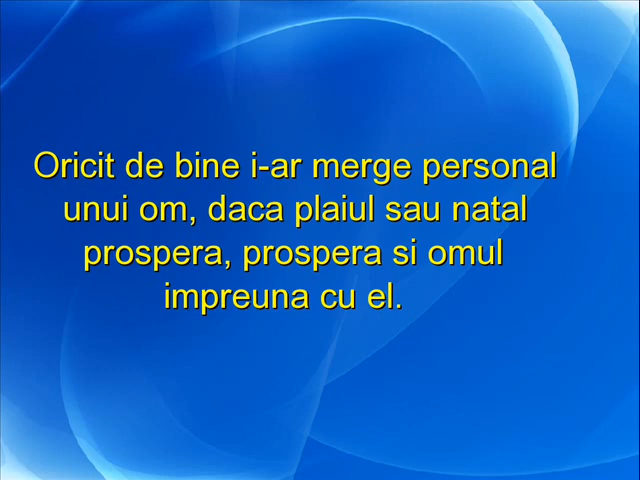 Oricit de bine i-ar merge personal
unui om, daca plaiul sau natal
prospera, prospera si omul
impreuna cu el.